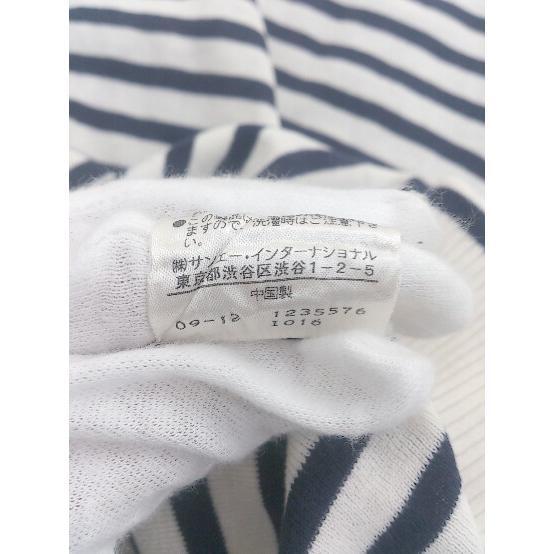 ●この
ますので、洗濯時はご注意下さ
い。
㈱サンエー・インターナショナル
東京都渋谷区渋谷1-2-5
中国製
09-12 1235576
1016